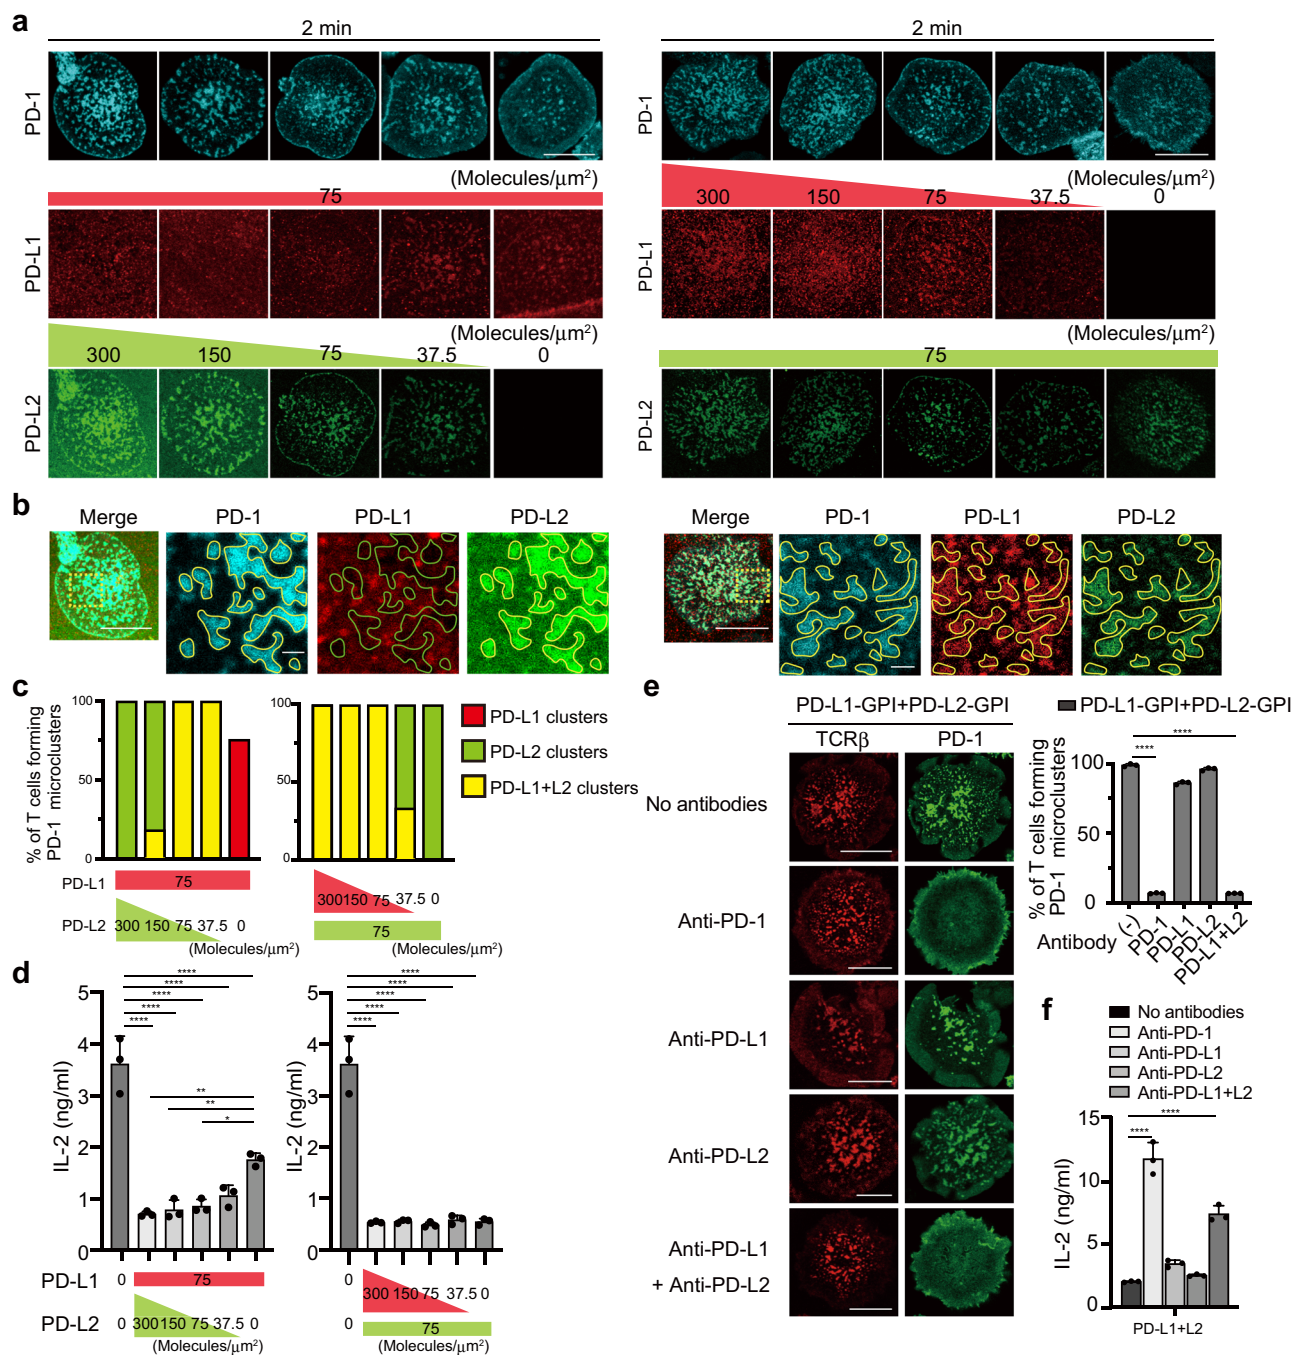 a
2 min
PD-1
(Molecules/μm²)
75
PD-L1
(Molecules/μm²)
300 150 75 37.5 0
PD-L2
2 min
PD-1
(Molecules/μm²)
300 150 75 37.5 0
PD-L1
(Molecules/μm²)
75
PD-L2
b
Merge PD-1 PD-L1 PD-L2
Merge PD-1 PD-L1 PD-L2
c
% of T cells forming
PD-1 microclusters
100
50
0
PD-L1 75
PD-L2 300 150 75 37.5 0
(Molecules/μm²)
100
50
0
300 150 75 37.5 0
75
(Molecules/μm²)
PD-L1 clusters
PD-L2 clusters
PD-L1+L2 clusters
d
IL-2 (ng/ml)
5
4
3
2
1
0
****
****
****
****
****
**
**
*
PD-L1 0 75
PD-L2 0 300 150 75 37.5 0
(Molecules/μm²)
IL-2 (ng/ml)
5
4
3
2
1
0
****
****
****
****
****
0 300 150 75 37.5 0
0 75
(Molecules/μm²)
e
PD-L1-GPI+PD-L2-GPI
TCRβ PD-1
No antibodies
Anti-PD-1
Anti-PD-L1
Anti-PD-L2
Anti-PD-L1
+ Anti-PD-L2
PD-L1-GPI+PD-L2-GPI
****
****
% of T cells forming
PD-1 microclusters
100
50
0
Antibody (-) PD-1 PD-L1 PD-L2 PD-L1+L2
f
No antibodies
Anti-PD-1
Anti-PD-L1
Anti-PD-L2
Anti-PD-L1+L2
****
****
IL-2 (ng/ml)
15
10
5
0
PD-L1+L2